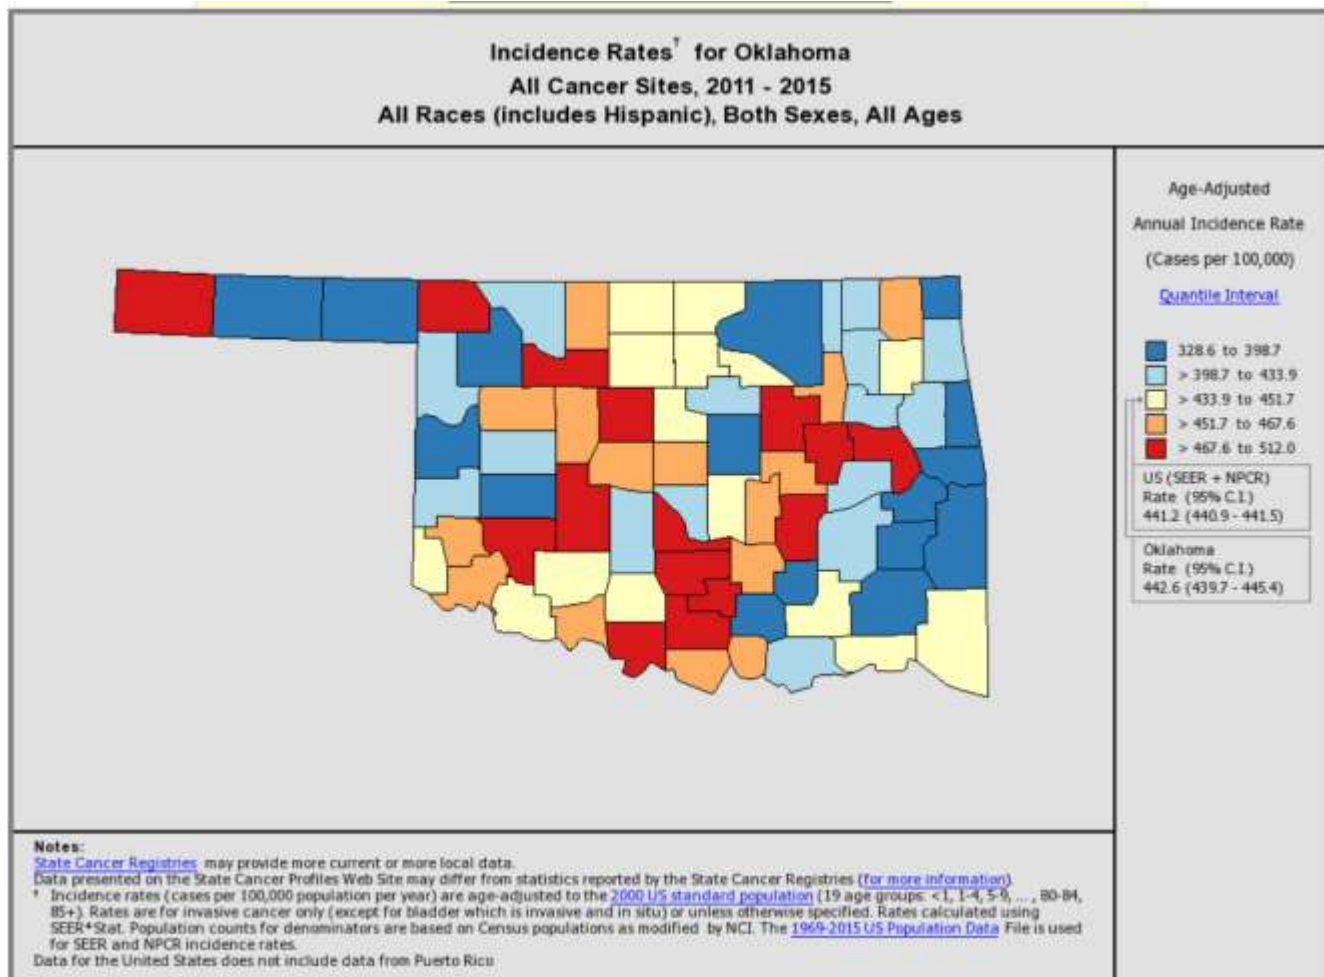 Incidence Rates† for Oklahoma
All Cancer Sites, 2011 - 2015
All Races (includes Hispanic), Both Sexes, All Ages
Age-Adjusted
Annual Incidence Rate
(Cases per 100,000)
Quantile Interval
328.6 to 398.7
> 398.7 to 433.9
> 433.9 to 451.7
> 451.7 to 467.6
> 467.6 to 512.0
US (SEER + NPCR)
Rate (95% C.I.)
441.2 (440.9 - 441.5)
Oklahoma
Rate (95% C.I.)
442.6 (439.7 - 445.4)
Notes:
State Cancer Registries may provide more current or more local data.
Data presented on the State Cancer Profiles Web Site may differ from statistics reported by the State Cancer Registries (for more information).
† Incidence rates (cases per 100,000 population per year) are age-adjusted to the 2000 US standard population (19 age groups: <1, 1-4, 5-9, ... , 80-84,
85+). Rates are for invasive cancer only (except for bladder which is invasive and in situ) or unless otherwise specified. Rates calculated using
SEER*Stat. Population counts for denominators are based on Census populations as modified by NCI. The 1969-2015 US Population Data File is used
for SEER and NPCR incidence rates.
Data for the United States does not include data from Puerto Rico